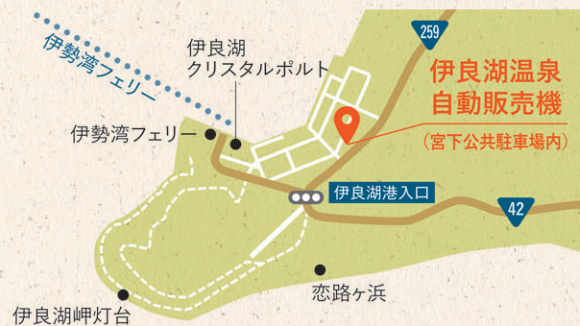 259
伊良湖
クリスタルポルト
伊勢湾フェリー
伊良湖温泉
自動販売機
(宮下公共駐車場内)
伊勢湾フェリー
伊良湖港入口
42
恋路ヶ浜
伊良湖岬灯台